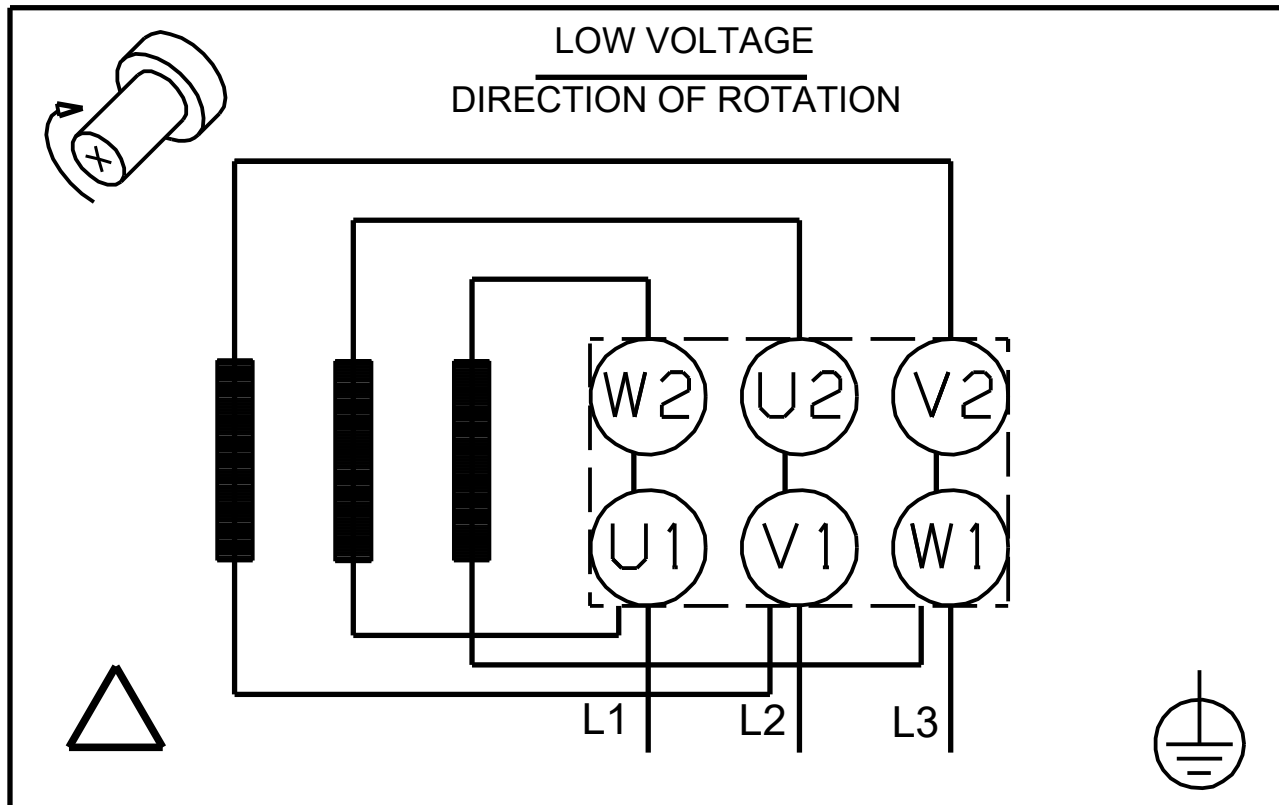 LOW VOLTAGE
DIRECTION OF ROTATION
W2 U2 V2
U1 V1 W1
L1 L2 L3